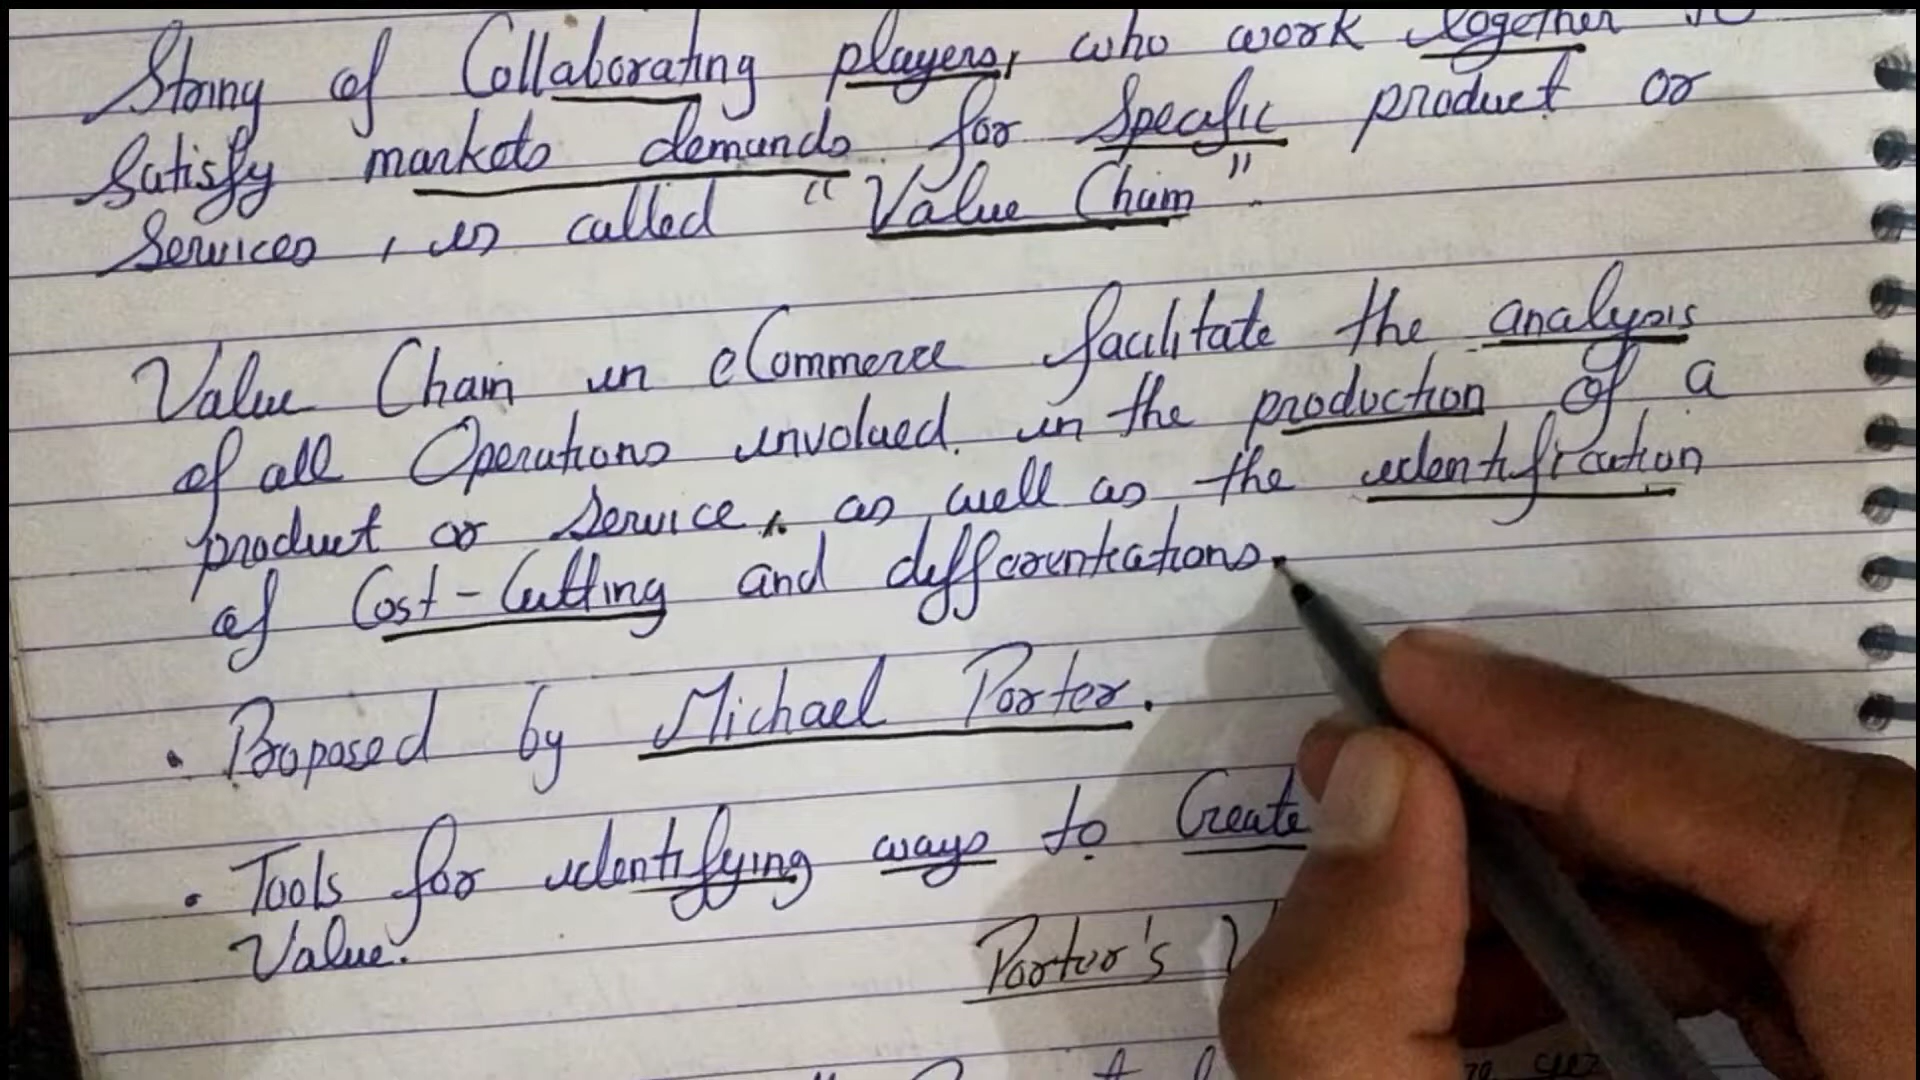 String of Collaborating players, who work together to
Satisfy markets demands for Specific product or
Services, is called "Value Chain"
Value Chain in eCommerce facilitate the analysis
of all Operations involved in the production of a
product or Service, as well as the identification
of Cost-Cutting and differentiations.
• Proposed by Michael Porter.
• Tools for identifying ways to Create
Value.
Porter's